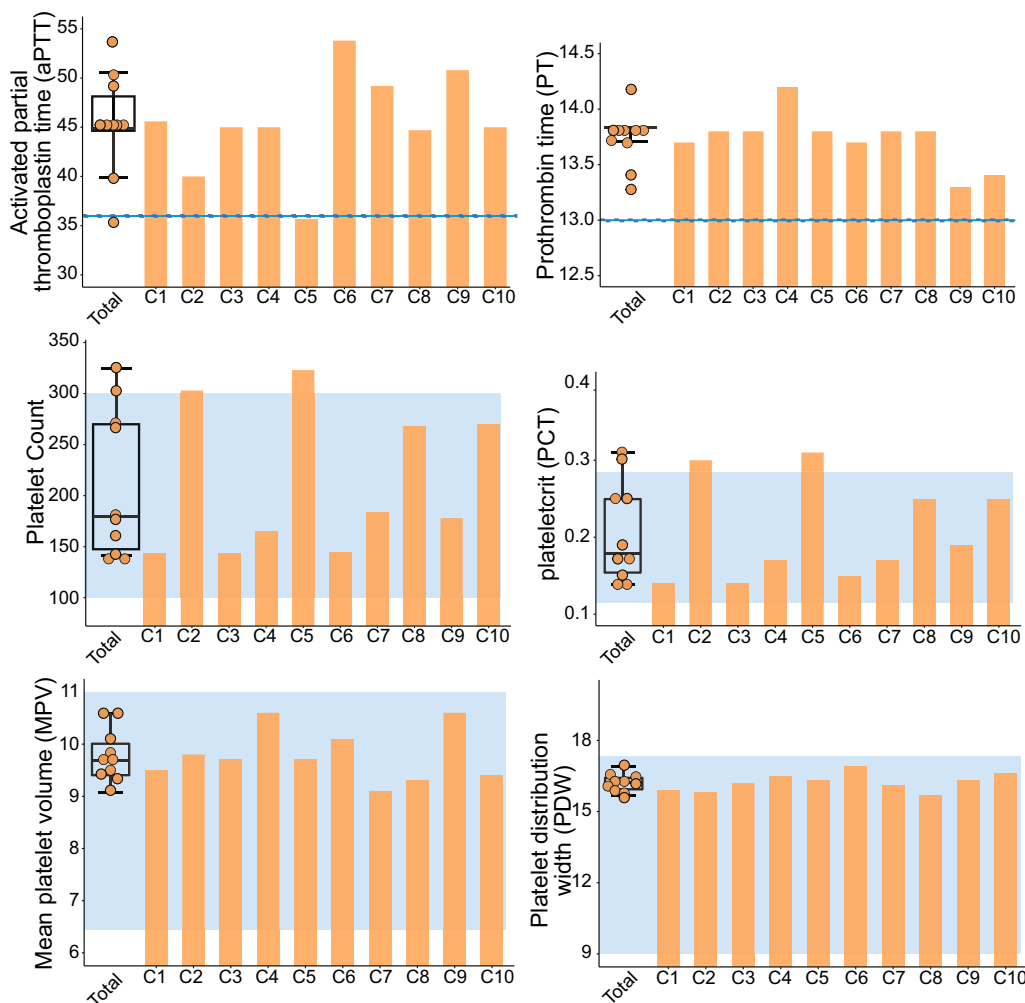 Activated partial
thromboplastin time (aPTT)
55
50
45
40
35
30
Total C1 C2 C3 C4 C5 C6 C7 C8 C9 C10
Prothrombin time (PT)
14.5
14.0
13.5
13.0
12.5
Total C1 C2 C3 C4 C5 C6 C7 C8 C9 C10
Platelet Count
350
300
250
200
150
100
Total C1 C2 C3 C4 C5 C6 C7 C8 C9 C10
plateletcrit (PCT)
0.4
0.3
0.2
0.1
Total C1 C2 C3 C4 C5 C6 C7 C8 C9 C10
Mean platelet volume (MPV)
11
10
9
8
7
6
Total C1 C2 C3 C4 C5 C6 C7 C8 C9 C10
Platelet distribution
width (PDW)
18
15
12
9
Total C1 C2 C3 C4 C5 C6 C7 C8 C9 C10